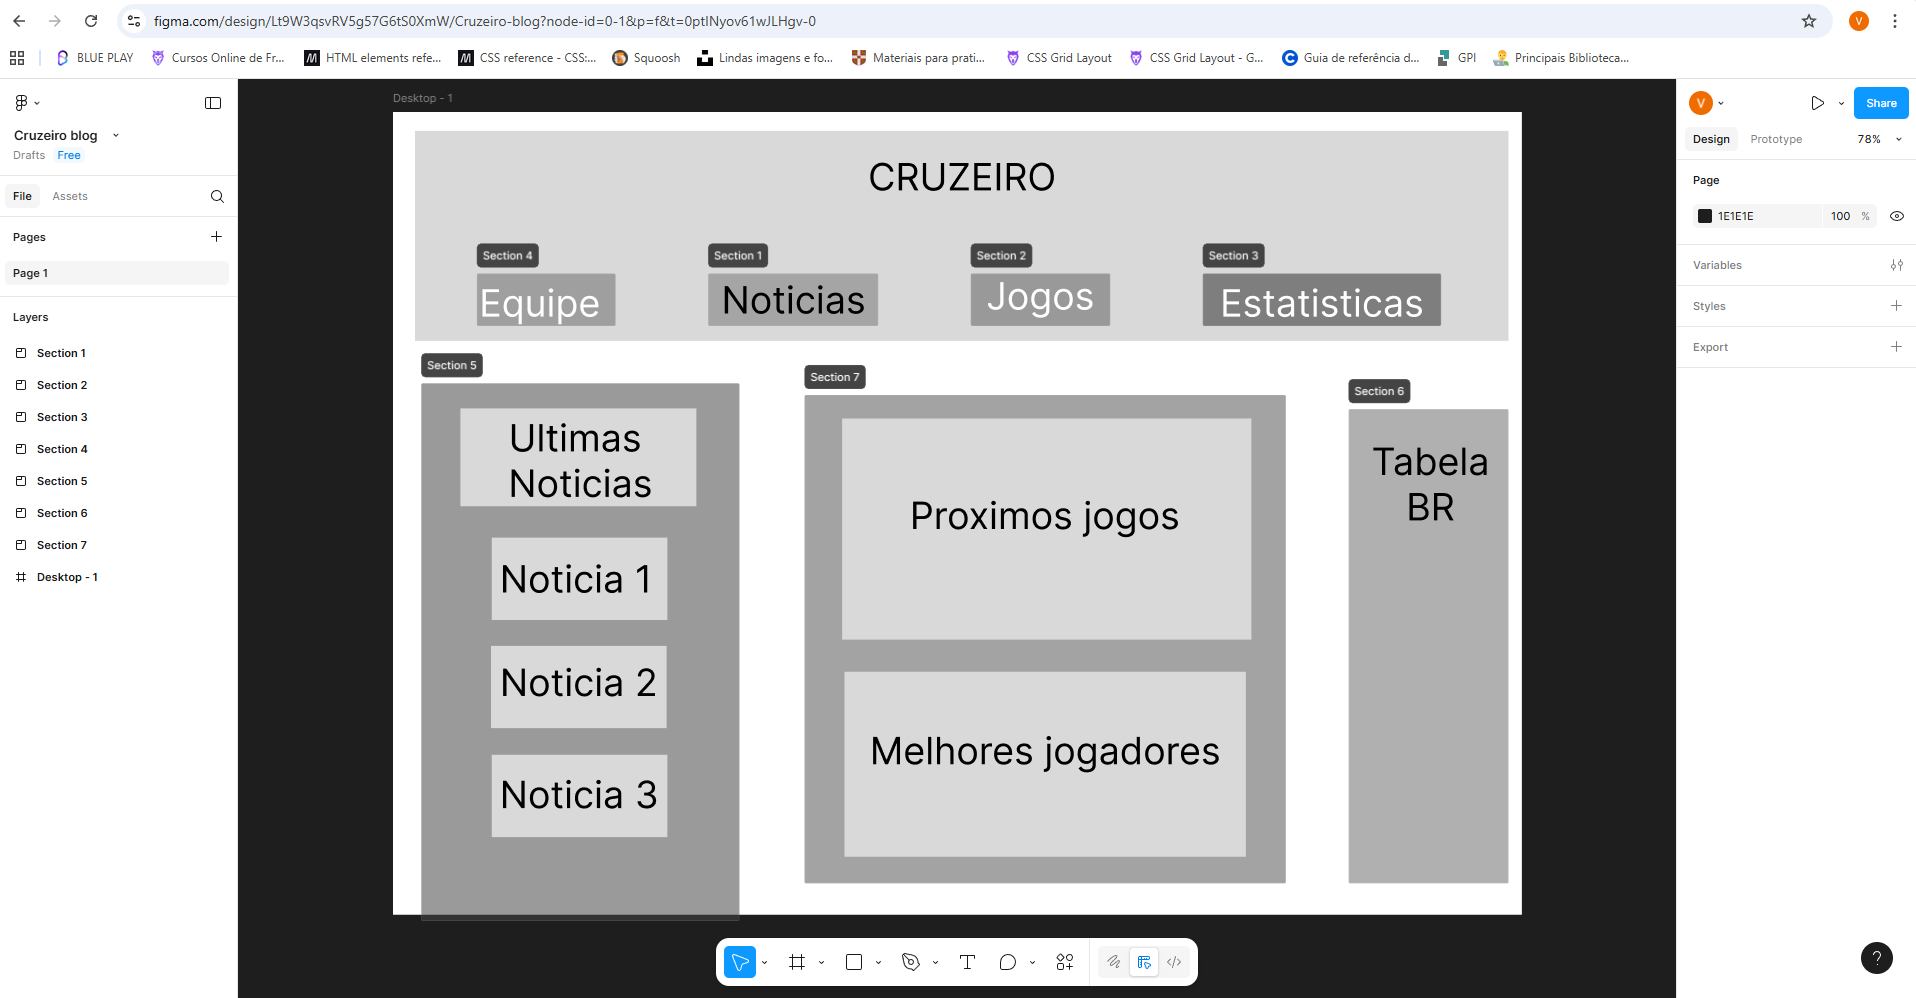 figma.com/design/Lt9W3qsvRV5g57G6tS0XmW/Cruzeiro-blog?node-id=0-1&p=f&t=0ptINyov61wJLHgv-0
V
BLUE PLAY
Cursos Online de Fr...
HTML elements refe...
CSS reference - CSS:...
Squoosh
Lindas imagens e fo...
Materiais para prati...
CSS Grid Layout
CSS Grid Layout - G...
Guia de referência d...
GPI
Principais Biblioteca...
Cruzeiro blog
Drafts
Free
File
Assets
Pages
Page 1
Layers
Section 1
Section 2
Section 3
Section 4
Section 5
Section 6
Section 7
Desktop - 1
Desktop - 1
CRUZEIRO
Section 4
Equipe
Section 1
Noticias
Section 2
Jogos
Section 3
Estatisticas
Section 5
Ultimas
Noticias
Noticia 1
Noticia 2
Noticia 3
Section 7
Proximos jogos
Melhores jogadores
Section 6
Tabela
BR
V
Share
Design
Prototype
78%
Page
1E1E1E
100
%
Variables
Styles
Export
?